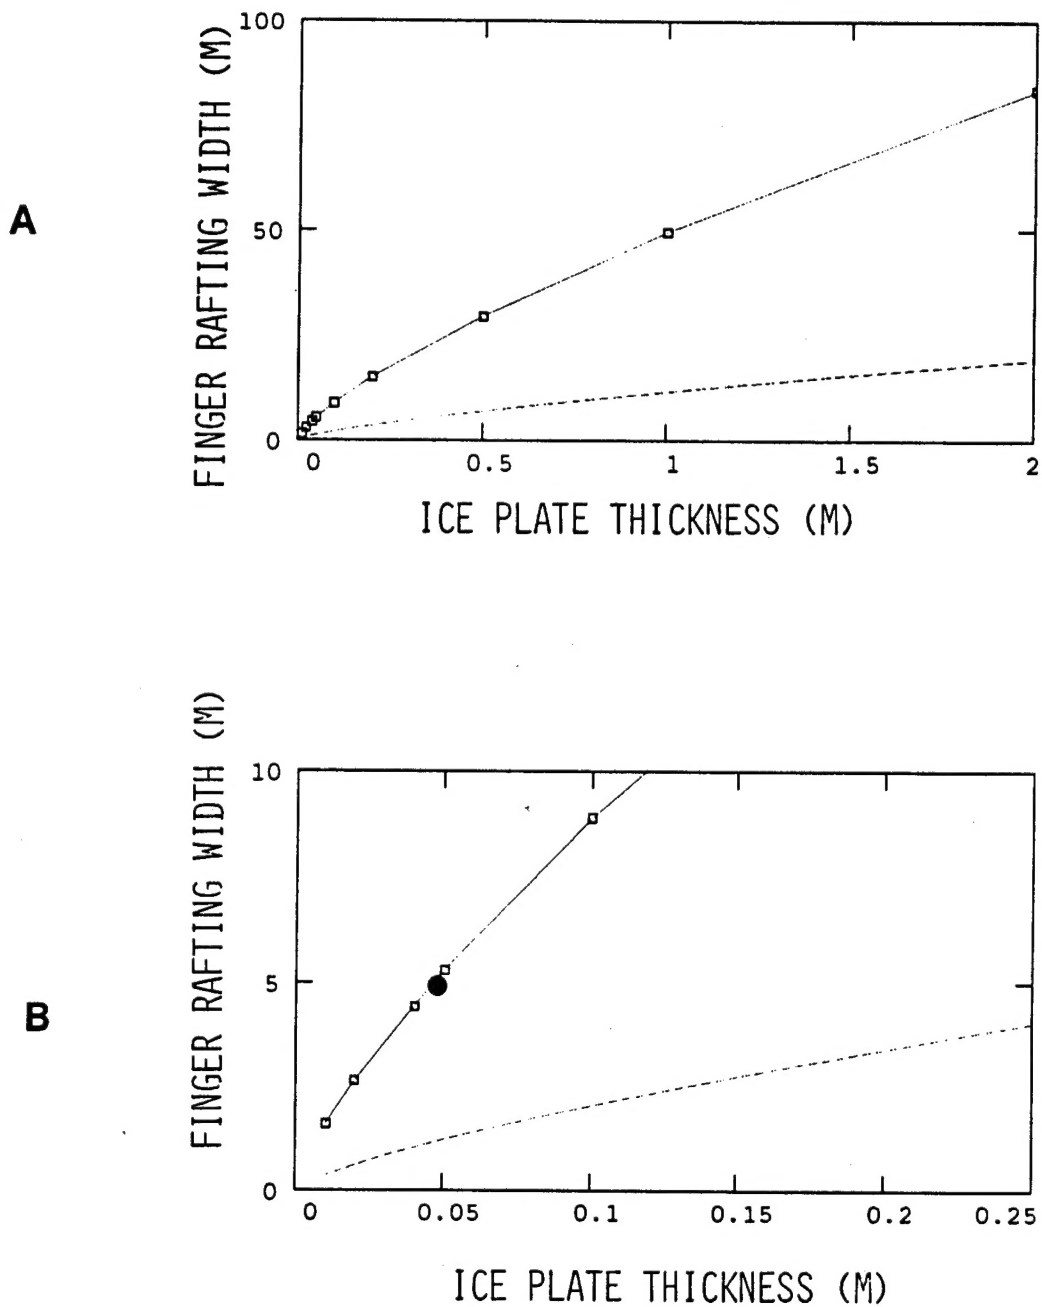 A
FINGER RAFTING WIDTH (M)
100
50
0
0 0.5 1 1.5 2
ICE PLATE THICKNESS (M)
B
FINGER RAFTING WIDTH (M)
10
5
0
0 0.05 0.1 0.15 0.2 0.25
ICE PLATE THICKNESS (M)